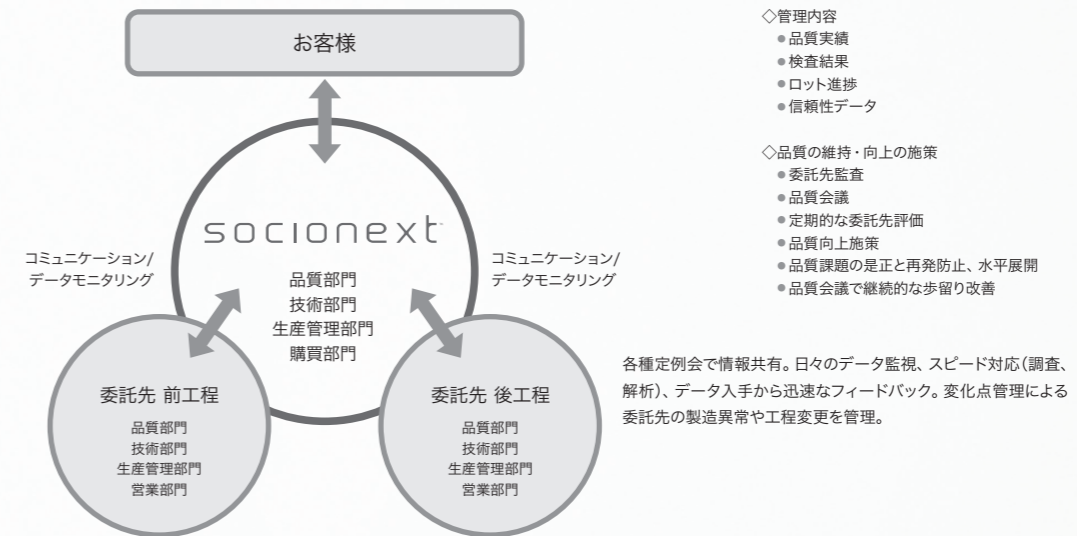 お客様
socionext
品質部門
技術部門
生産管理部門
購買部門
コミュニケーション/
データモニタリング
コミュニケーション/
データモニタリング
委託先 前工程
品質部門
技術部門
生産管理部門
営業部門
委託先 後工程
品質部門
技術部門
生産管理部門
営業部門
◇管理内容
●品質実績
●検査結果
●ロット進捗
●信頼性データ
◇品質の維持・向上の施策
●委託先監査
●品質会議
●定期的な委託先評価
●品質向上施策
●品質課題の是正と再発防止、水平展開
●品質会議で継続的な歩留り改善
各種定例会で情報共有。日々のデータ監視、スピード対応(調査、
解析)、データ入手から迅速なフィードバック。変化点管理による
委託先の製造異常や工程変更を管理。